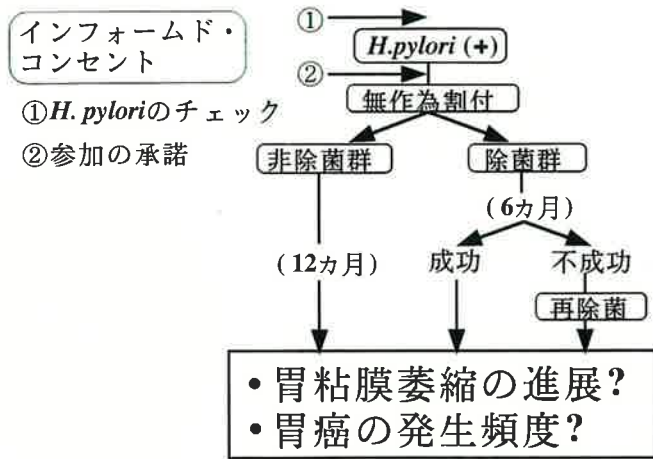 インフォームド・
コンセント
①H. pyloriのチェック
②参加の承諾
①
H.pylori (+)
②
無作為割付
非除菌群
除菌群
(6カ月)
(12カ月)
成功
不成功
再除菌
・胃粘膜萎縮の進展?
・胃癌の発生頻度?